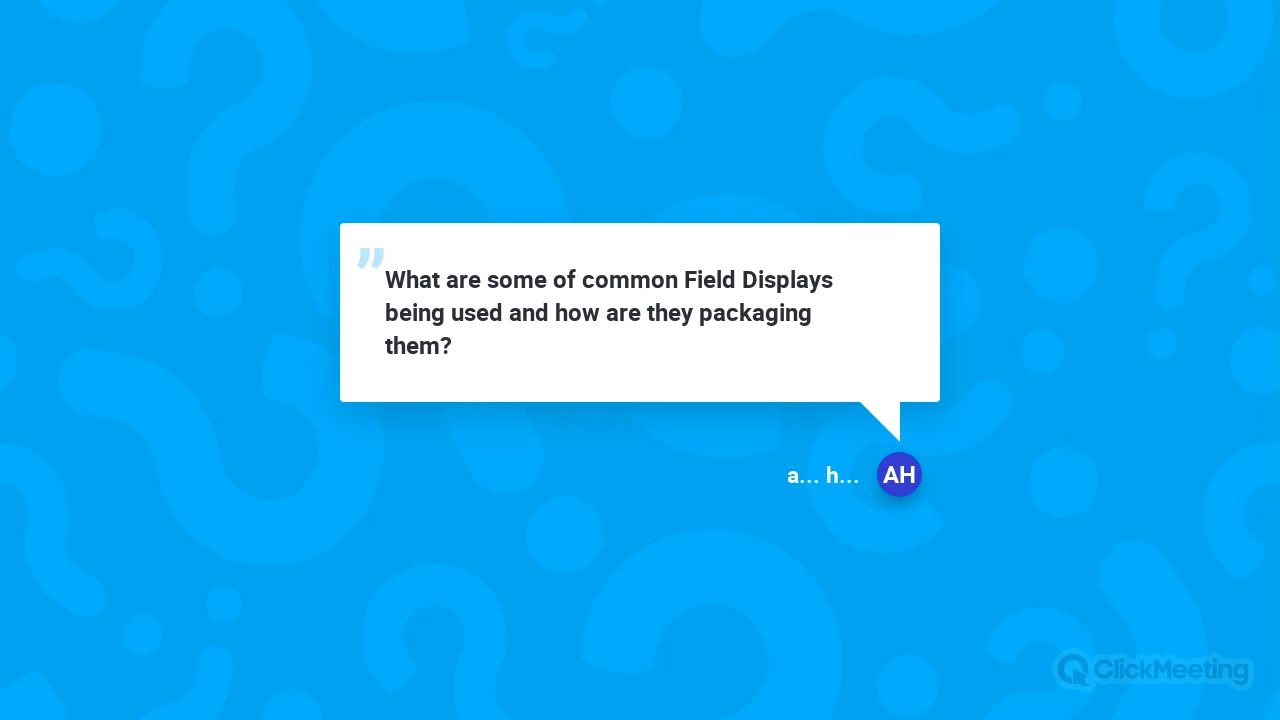 What are some of common Field Displays
being used and how are they packaging
them?
a... h...
AH
ClickMeeting